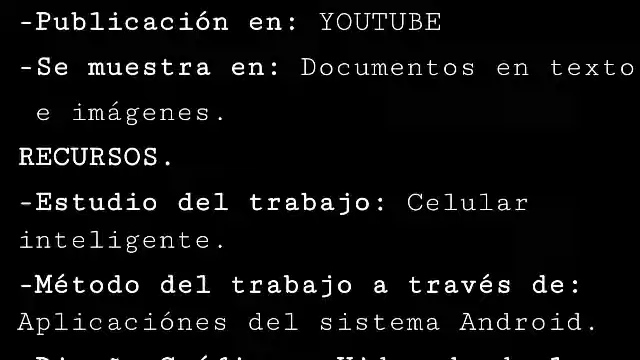 -Publicación en: YOUTUBE
-Se muestra en: Documentos en texto
e imágenes.
RECURSOS.
-Estudio del trabajo: Celular
inteligente.
-Método del trabajo a través de:
Aplicaciónes del sistema Android.